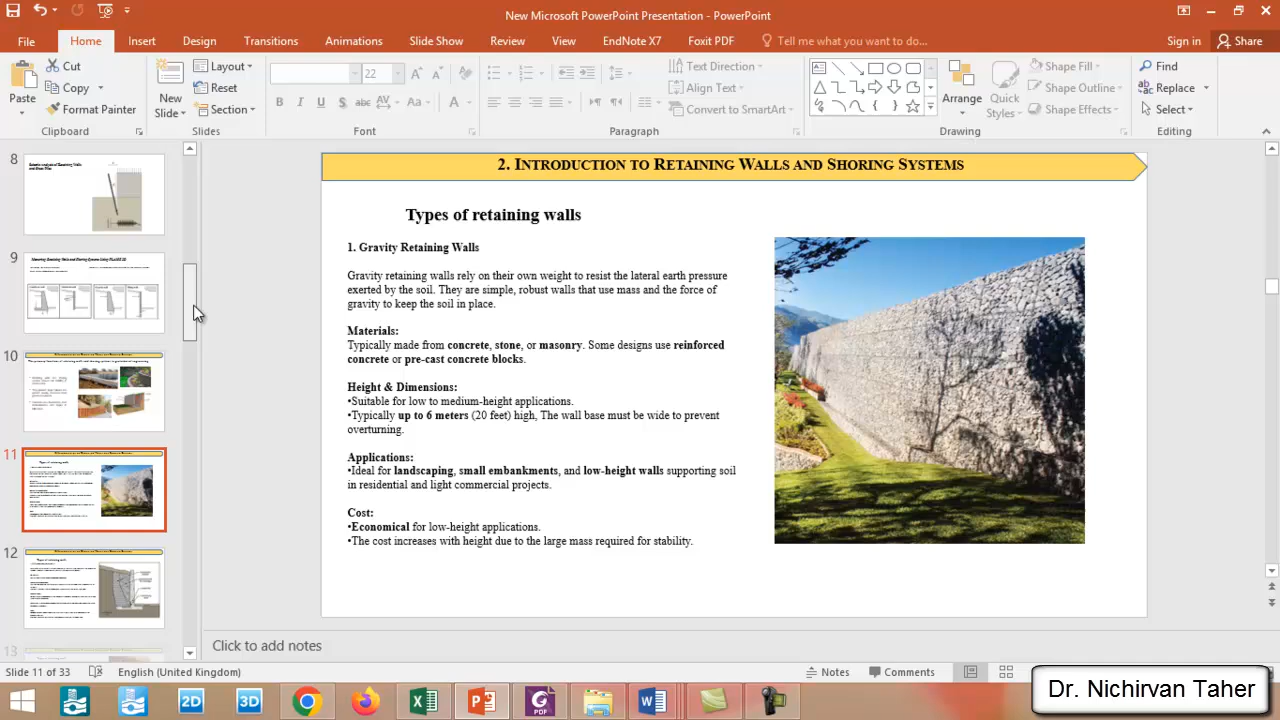 New Microsoft PowerPoint Presentation - PowerPoint
File Home Insert Design Transitions Animations Slide Show Review View EndNote X7 Foxit PDF Tell me what you want to do... Sign in Share
Paste Cut Copy Format Painter
New Slide Layout Reset Section
22
Text Direction Align Text Convert to SmartArt
Arrange Quick Styles Shape Fill Shape Outline Shape Effects
Find Replace Select
Clipboard Slides Font Paragraph Drawing Editing
8
9
10
11
12
13
2. INTRODUCTION TO RETAINING WALLS AND SHORING SYSTEMS
Types of retaining walls
1. Gravity Retaining Walls
Gravity retaining walls rely on their own weight to resist the lateral earth pressure
exerted by the soil. They are simple, robust walls that use mass and the force of
gravity to keep the soil in place.
Materials:
Typically made from concrete, stone, or masonry. Some designs use reinforced
concrete or pre-cast concrete blocks.
Height & Dimensions:
•Suitable for low to medium-height applications.
•Typically up to 6 meters (20 feet) high, The wall base must be wide to prevent
overturning.
Applications:
•Ideal for landscaping, small embankments, and low-height walls supporting soil
in residential and light commercial projects.
Cost:
•Economical for low-height applications.
•The cost increases with height due to the large mass required for stability.
Click to add notes
Slide 11 of 33 English (United Kingdom) Notes Comments
2D 3D PDF
Dr. Nichirvan Taher